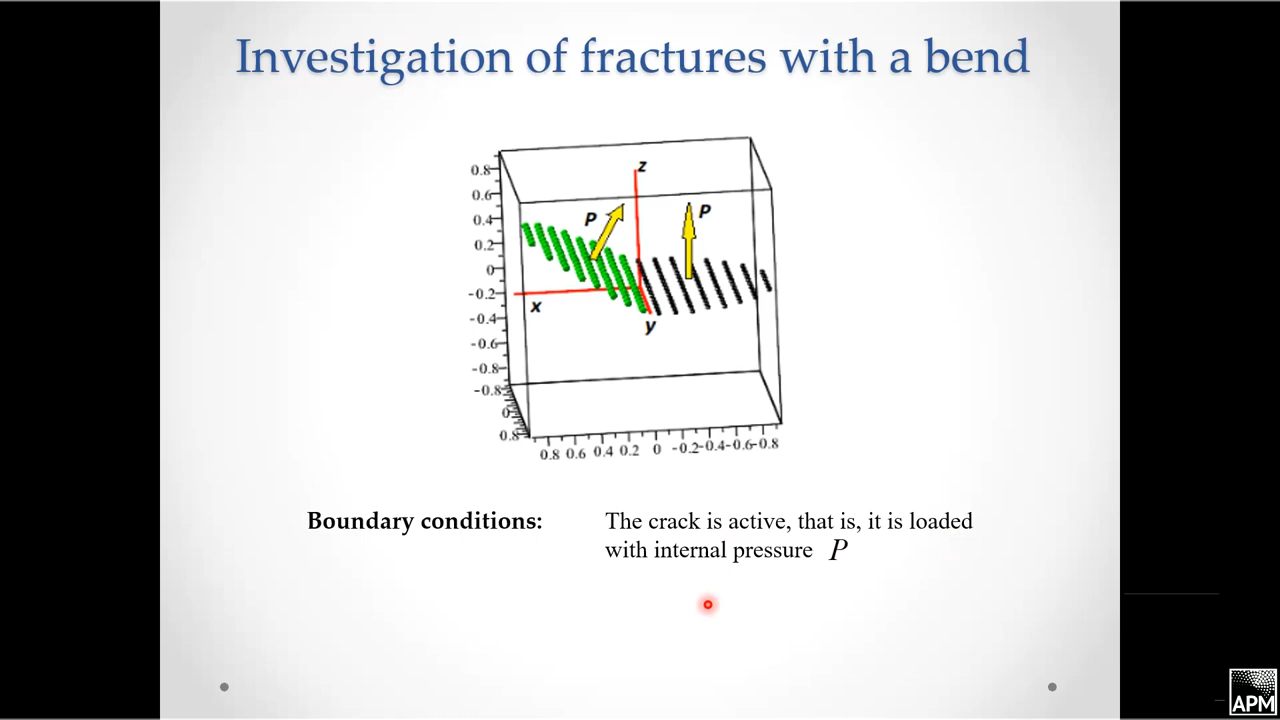 Investigation of fractures with a bend
z
0.8
0.6
P
P
0.4
0.2
0
-0.2
x
-0.4
y
-0.6
-0.8
-0.8
0
0.8
0.8 0.6 0.4 0.2 0 -0.2-0.4-0.6-0.8
Boundary conditions:
The crack is active, that is, it is loaded
with internal pressure P
APM